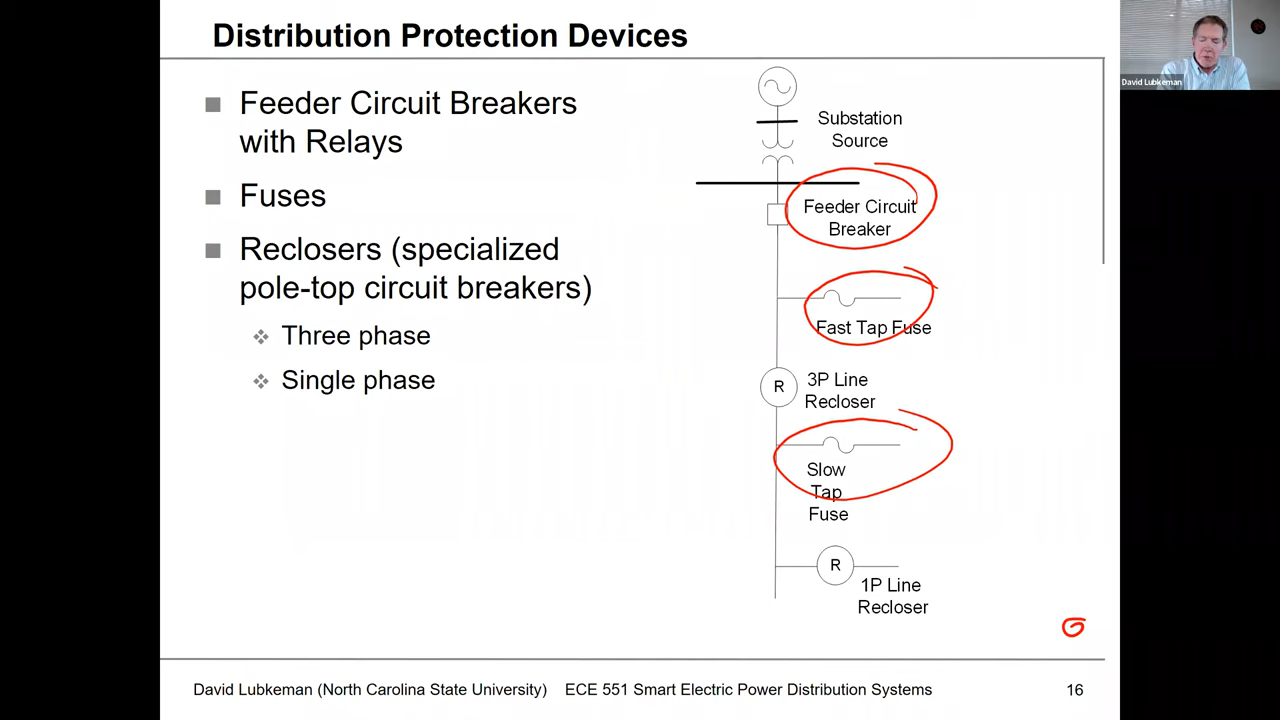 Distribution Protection Devices
Feeder Circuit Breakers
with Relays
Fuses
Reclosers (specialized
pole-top circuit breakers)
Three phase
Single phase
Substation
Source
Feeder Circuit
Breaker
Fast Tap Fuse
R
3P Line
Recloser
Slow
Tap
Fuse
R
1P Line
Recloser
David Lubkeman (North Carolina State University) ECE 551 Smart Electric Power Distribution Systems 16
David Lubkeman